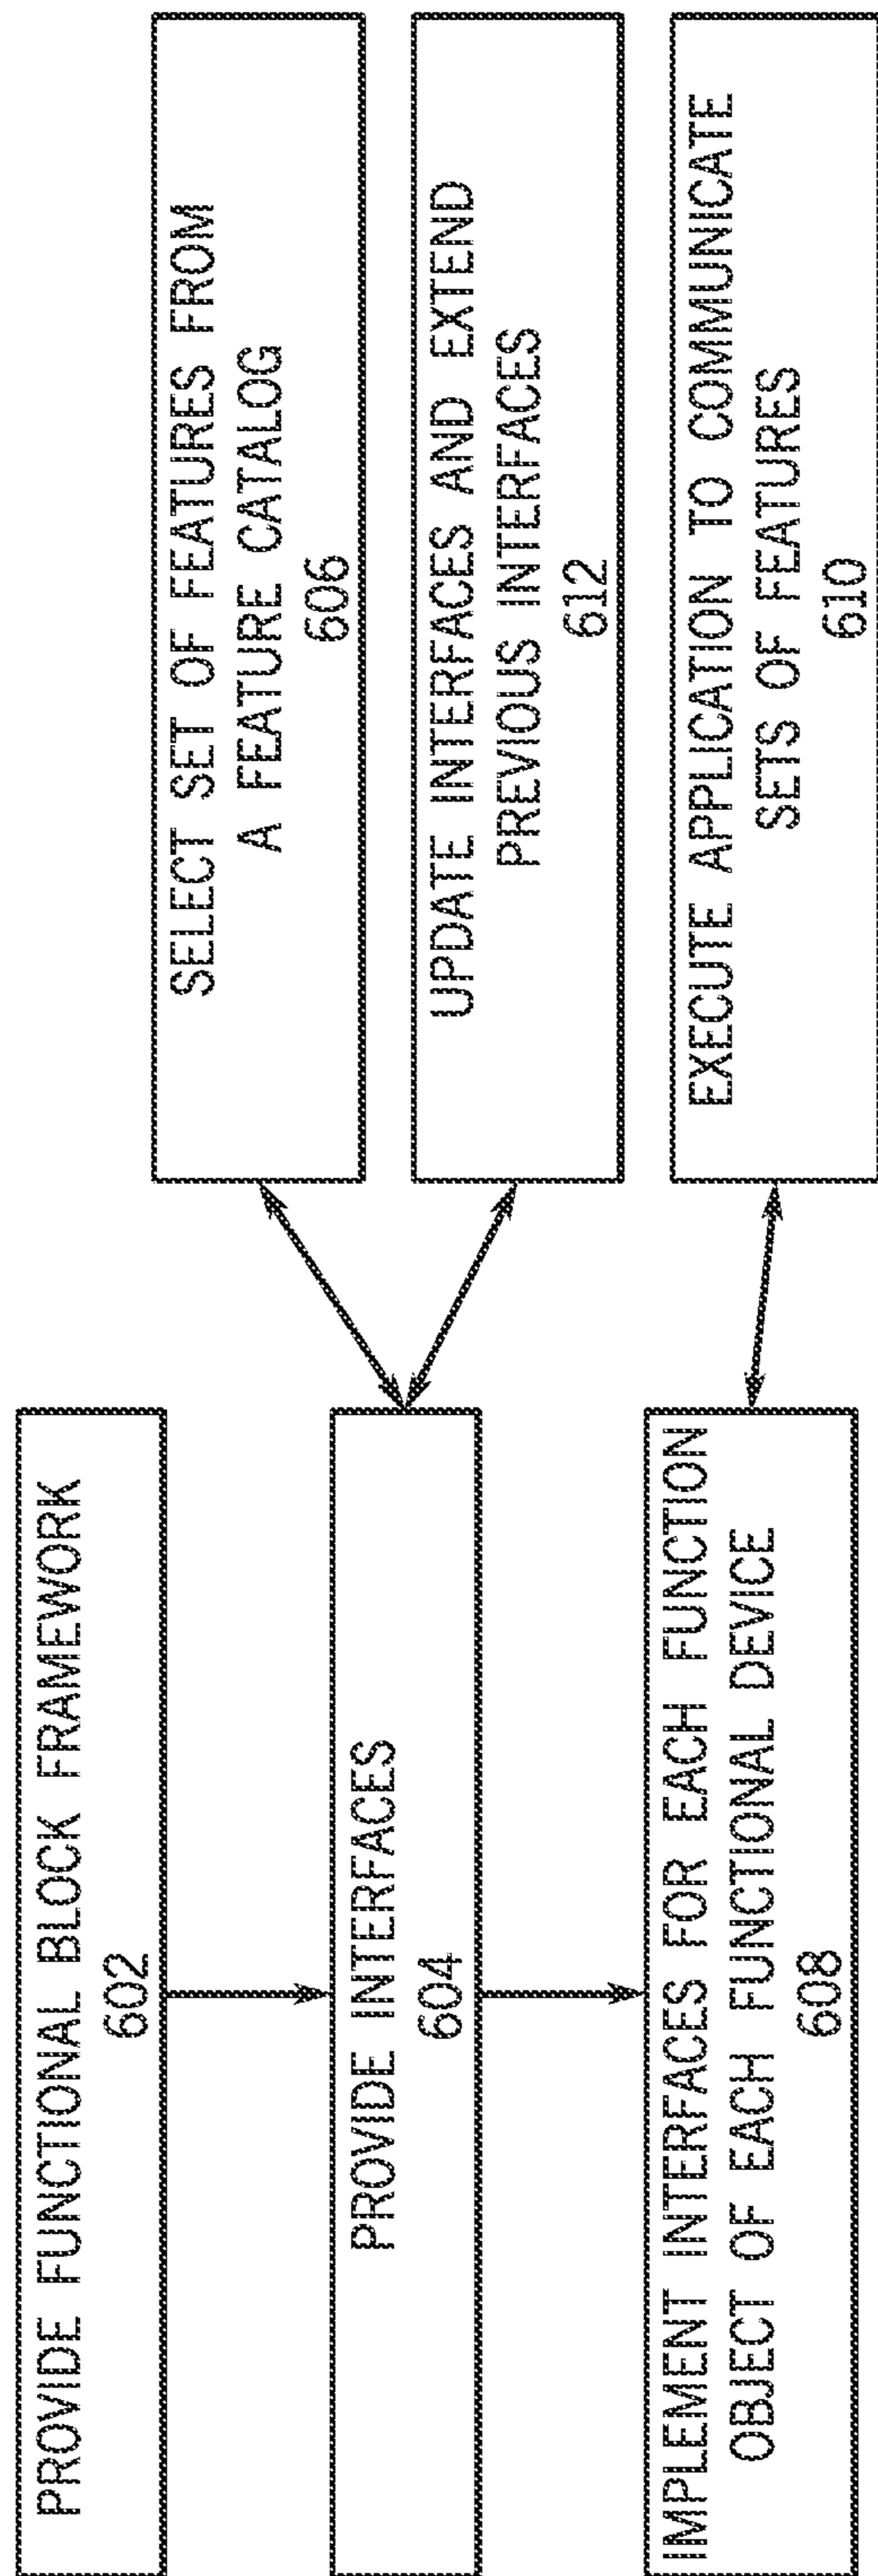 PROVIDE FUNCTIONAL BLOCK FRAMEWORK
602
PROVIDE INTERFACES
604
IMPLEMENT INTERFACES FOR EACH FUNCTION
OBJECT OF EACH FUNCTIONAL DEVICE
608
SELECT SET OF FEATURES FROM
A FEATURE CATALOG
606
UPDATE INTERFACES AND EXTEND
PREVIOUS INTERFACES
612
EXECUTE APPLICATION TO COMMUNICATE
SETS OF FEATURES
610